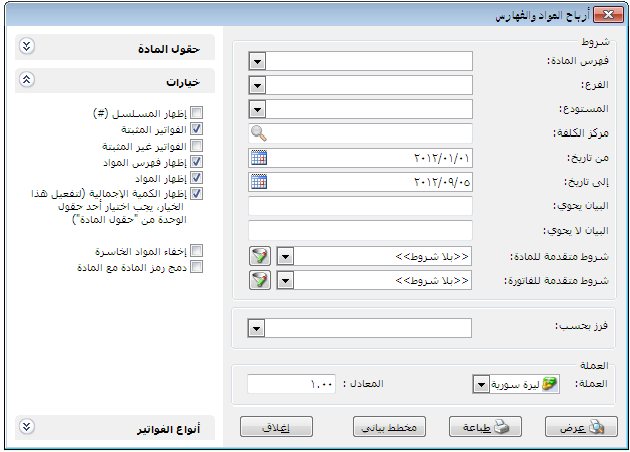 أرباح المواد والفهارس
شروط
فهرس المادة:
الفرع:
المستودع:
مركز الكلفة:
من تاريخ: ٢٠١٢/٠١/٠١
إلى تاريخ: ٢٠١٢/٠٩/٠٥
البيان يحوي:
البيان لا يحوي:
شروط متقدمة للمادة: <<بلا شروط>>
شروط متقدمة للفاتورة: <<بلا شروط>>
فرز بحسب:
العملة
العملة: ليرة سورية المعادل : ١.٠٠
عرض طباعة مخطط بياني إغلاق
حقول المادة
خيارات
إظهار المسلسل (#)
الفواتير المثبتة
الفواتير غير المثبتة
إظهار فهرس المواد
إظهار المواد
إظهار الكمية الإجمالية (لتفعيل هذا
الخيار، يجب اختيار أحد حقول
الوحدة من "حقول المادة")
إخفاء المواد الخاسرة
دمج رمز المادة مع المادة
أنواع الفواتير